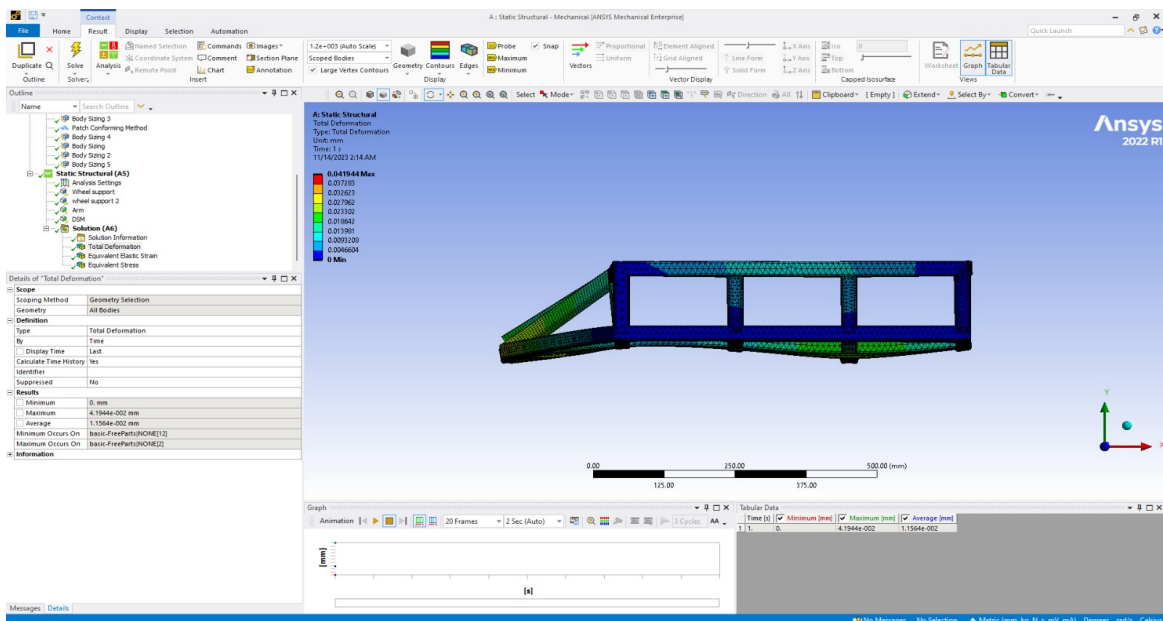 Context
A : Static Structural - Mechanical [ANSYS Mechanical Enterprise]
File Home Result Display Selection Automation
Quick Launch
Duplicate Q
Outline
Solve
Solve
Analysis
Named Selection
Coordinate System
Remote Point
Commands
Comment
Chart
Images
Section Plane
Annotation
Insert
1.2e+003 (Auto Scale)
Scoped Bodies
Large Vertex Contours
Geometry Contours Edges
Probe
Maximum
Minimum
Display
Snap
Vectors
Proportional
Uniform
Element Aligned
Grid Aligned
Line Form
Solid Form
X Axis
Y Axis
Z Axis
Vector Display
Top
Bottom
0
Capped Isosurface
Worksheet Graph Tabular Data
Views
Outline
Name
Search Outline
Select Mode
Direction
All
Clipboard
[ Empty ]
Extend
Select By
Convert
Body Sizing 3
Patch Conforming Method
Body Sizing 4
Body Sizing
Body Sizing 2
Body Sizing 5
Static Structural (A5)
Analysis Settings
Wheel support
wheel support 2
Arm
DSM
Solution (A6)
Solution Information
Total Deformation
Equivalent Elastic Strain
Equivalent Stress
Details of "Total Deformation"
Scope
Scoping Method Geometry Selection
Geometry All Bodies
Definition
Type Total Deformation
By Time
Display Time Last
Calculate Time History Yes
Identifier
Suppressed No
Results
Minimum 0. mm
Maximum 4.1944e-002 mm
Average 1.1564e-002 mm
Minimum Occurs On basic-FreeParts|NONE[12]
Maximum Occurs On basic-FreeParts|NONE[2]
Information
Messages Details
A: Static Structural
Total Deformation
Type: Total Deformation
Unit: mm
Time: 1 s
11/14/2023 2:14 AM
0.041944 Max
0.037283
0.032623
0.027962
0.023302
0.018642
0.013981
0.0093208
0.0046604
0 Min
Ansys
2022 R1
Y
X
0.00 250.00 500.00 (mm)
125.00 375.00
Graph
Animation 20 Frames 2 Sec (Auto) 3 Cycles
[mm]
[s]
Tabular Data
Time [s] Minimum [mm] Maximum [mm] Average [mm]
1 1. 0. 4.1944e-002 1.1564e-002
No Messages No Selection Metric (mm, kg, N, s, mV, mA) Degrees rad/s Celsius